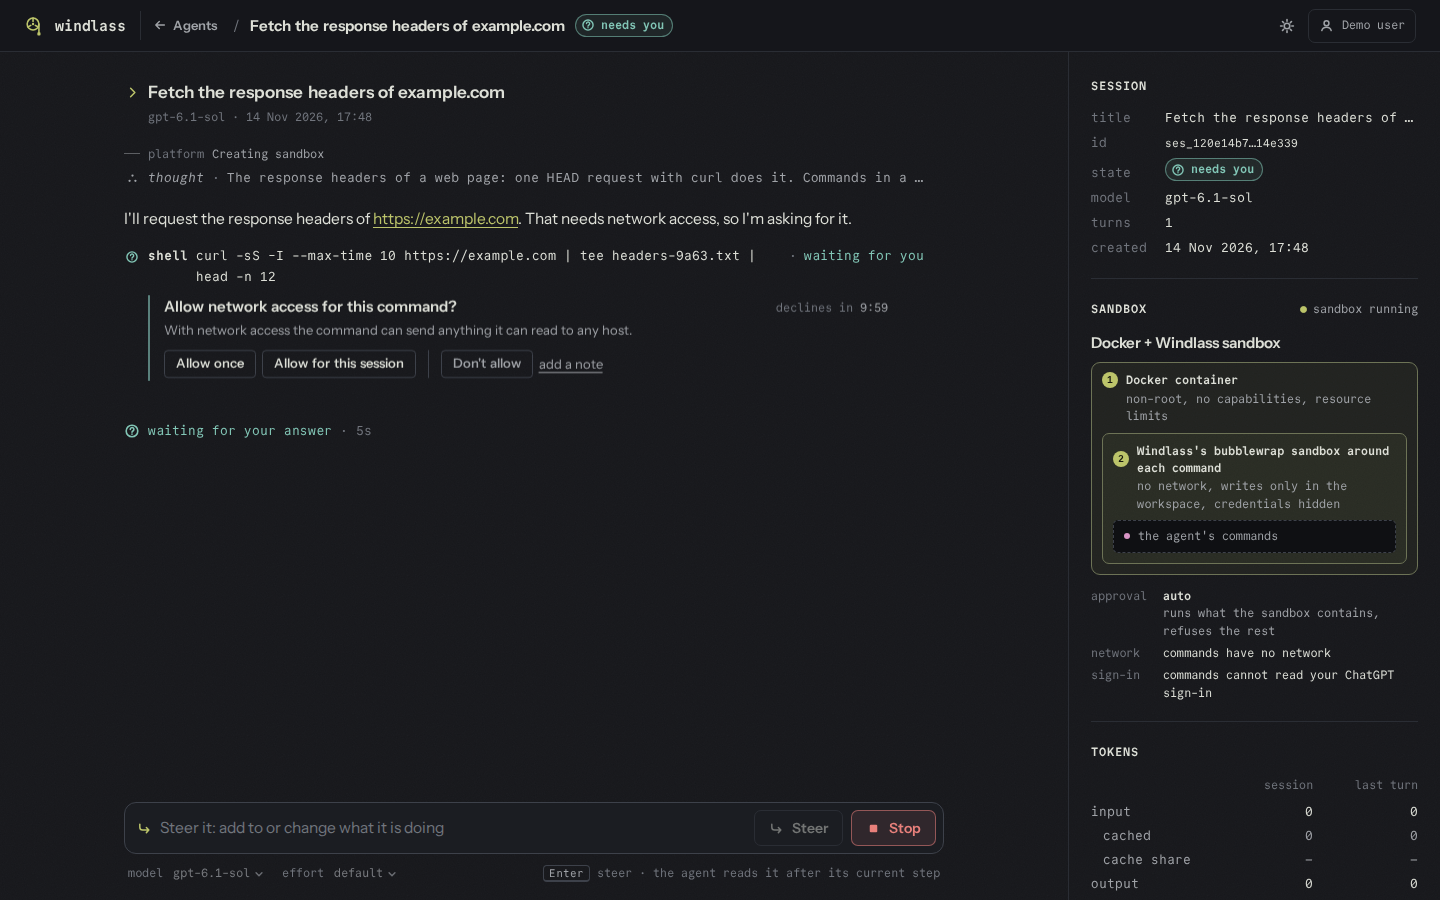 windlass
Agents / Fetch the response headers of example.com needs you
Demo user
Fetch the response headers of example.com
gpt-6.1-sol · 14 Nov 2026, 17:48
platform Creating sandbox
thought · The response headers of a web page: one HEAD request with curl does it. Commands in a …
I'll request the response headers of https://example.com. That needs network access, so I'm asking for it.
shell curl -sS -I --max-time 10 https://example.com | tee headers-9a63.txt | · waiting for you
head -n 12
Allow network access for this command? declines in 9:59
With network access the command can send anything it can read to any host.
Allow once Allow for this session Don't allow add a note
waiting for your answer · 5s
Steer it: add to or change what it is doing Steer Stop
model gpt-6.1-sol effort default Enter steer · the agent reads it after its current step
SESSION
title Fetch the response headers of …
id ses_120e14b7…14e339
state needs you
model gpt-6.1-sol
turns 1
created 14 Nov 2026, 17:48
SANDBOX sandbox running
Docker + Windlass sandbox
1 Docker container
non-root, no capabilities, resource
limits
2 Windlass's bubblewrap sandbox around
each command
no network, writes only in the
workspace, credentials hidden
the agent's commands
approval auto
runs what the sandbox contains,
refuses the rest
network commands have no network
sign-in commands cannot read your ChatGPT
sign-in
TOKENS
session last turn
input 0 0
cached 0 0
cache share – –
output 0 0